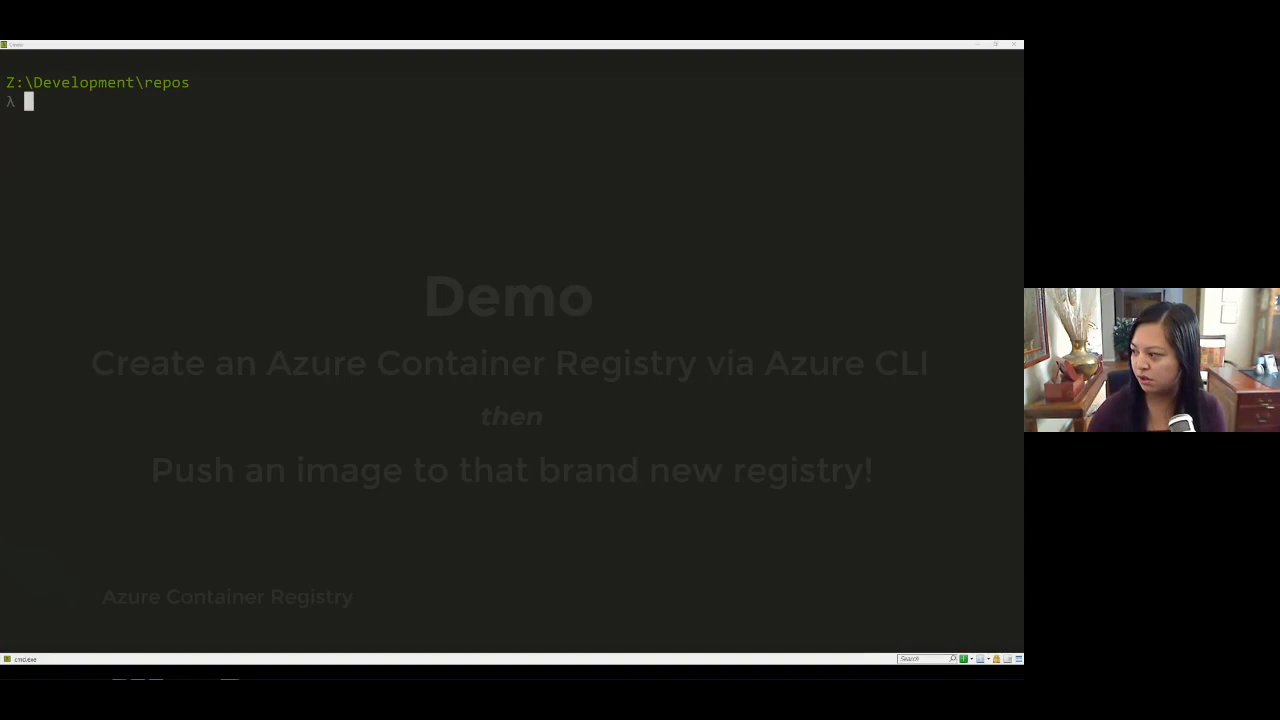 Cmder
Z:\Development\repos
λ
Demo
Create an Azure Container Registry via Azure CLI
then
Push an image to that brand new registry!
Azure Container Registry
cmd.exe
Search